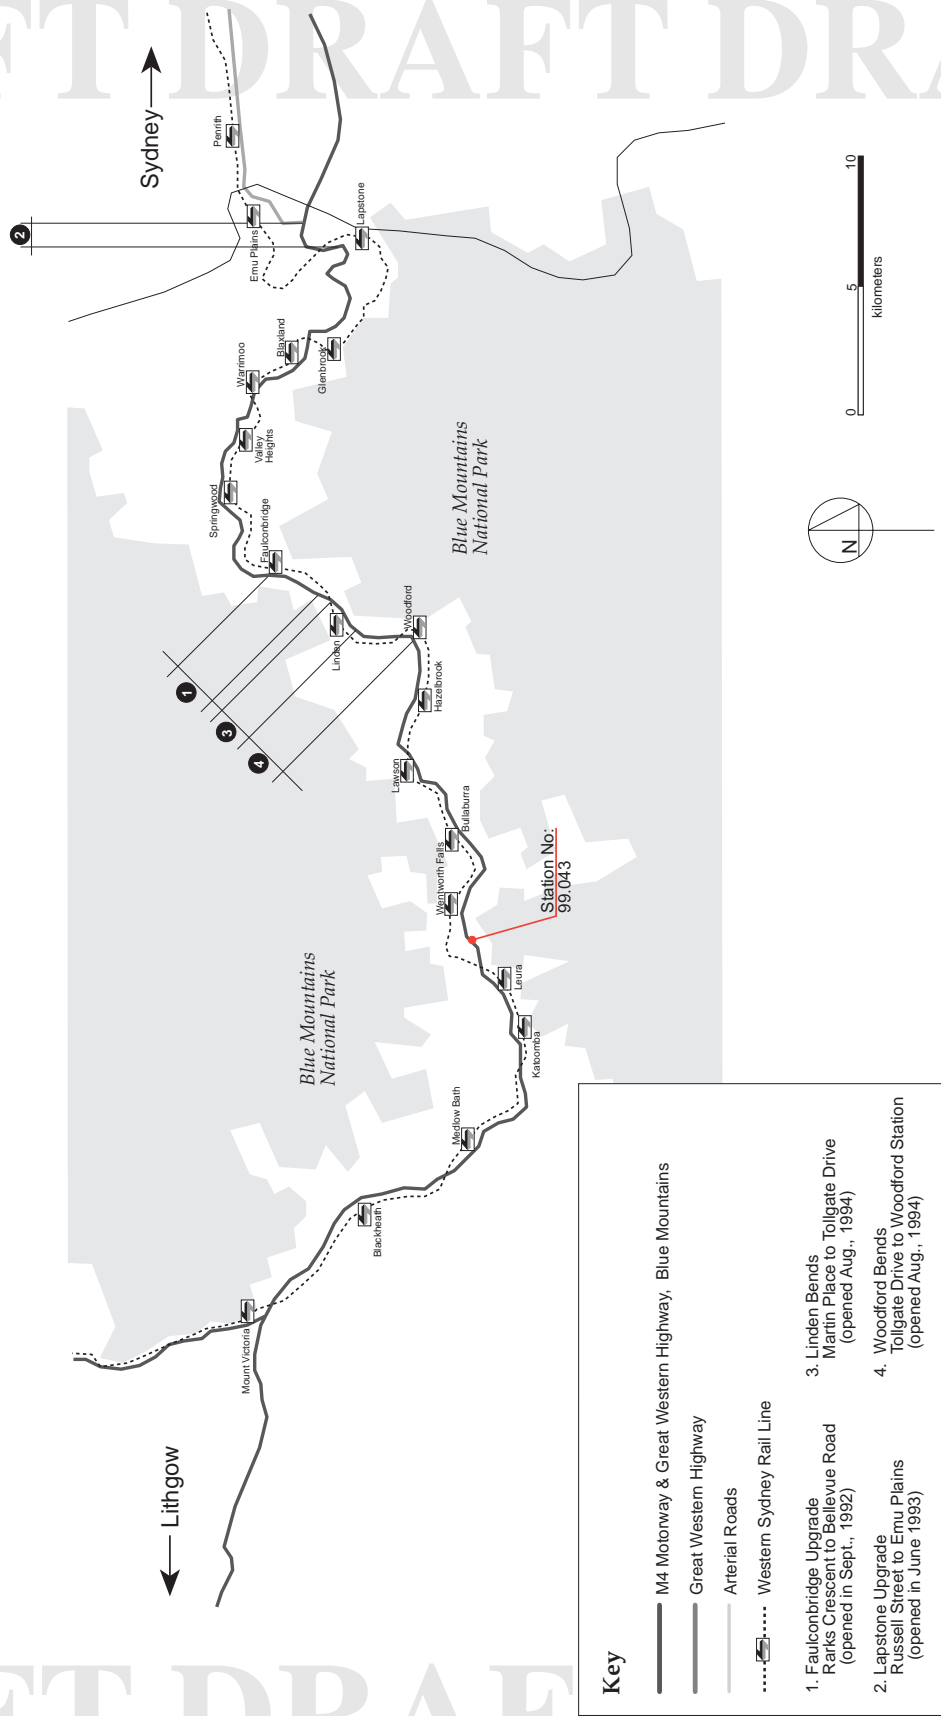 DRAFT DRAFT
Lithgow
Sydney
Mount Victoria
Blackheath
Medlow Bath
Katoomba
Leura
Wentworth Falls
Bullaburra
Lawson
Hazelbrook
Woodford
Linden
Faulconbridge
Springwood
Valley
Heights
Warrimoo
Blaxland
Glenbrook
Lapstone
Emu Plains
Penrith
1
3
4
2
Blue Mountains
National Park
Blue Mountains
National Park
Station No:
99.043
N
0 5 10
kilometers
Key
M4 Motorway & Great Western Highway, Blue Mountains
Great Western Highway
Arterial Roads
Western Sydney Rail Line
1. Faulconbridge Upgrade
Rarks Crescent to Bellevue Road
(opened in Sept., 1992)
2. Lapstone Upgrade
Russell Street to Emu Plains
(opened in June 1993)
3. Linden Bends
Martin Place to Tollgate Drive
(opened Aug., 1994)
4. Woodford Bends
Tollgate Drive to Woodford Station
(opened Aug., 1994)
DRAFT